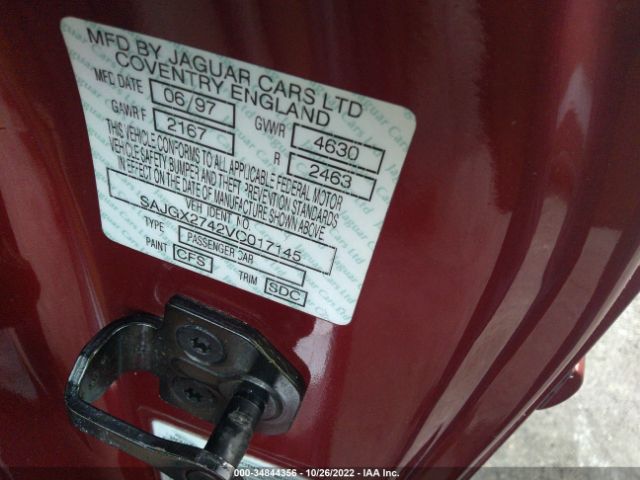 MFD BY JAGUAR CARS LTD
COVENTRY ENGLAND
MFC DATE 06/97 GVWR 4630
GAWR F 2167 R 2463
THIS VEHICLE CONFORMS TO ALL APPLICABLE FEDERAL MOTOR
VEHICLE SAFETY BUMPER AND THEFT PREVENTION STANDARDS
IN EFFECT ON THE DATE OF MANUFACTURE SHOWN ABOVE.
VEH IDENT NO
SAJGX2742VC017145
TYPE PASSENGER CAR
PAINT CFS TRIM SDC
000-34844356 - 10/26/2022 - IAA Inc.